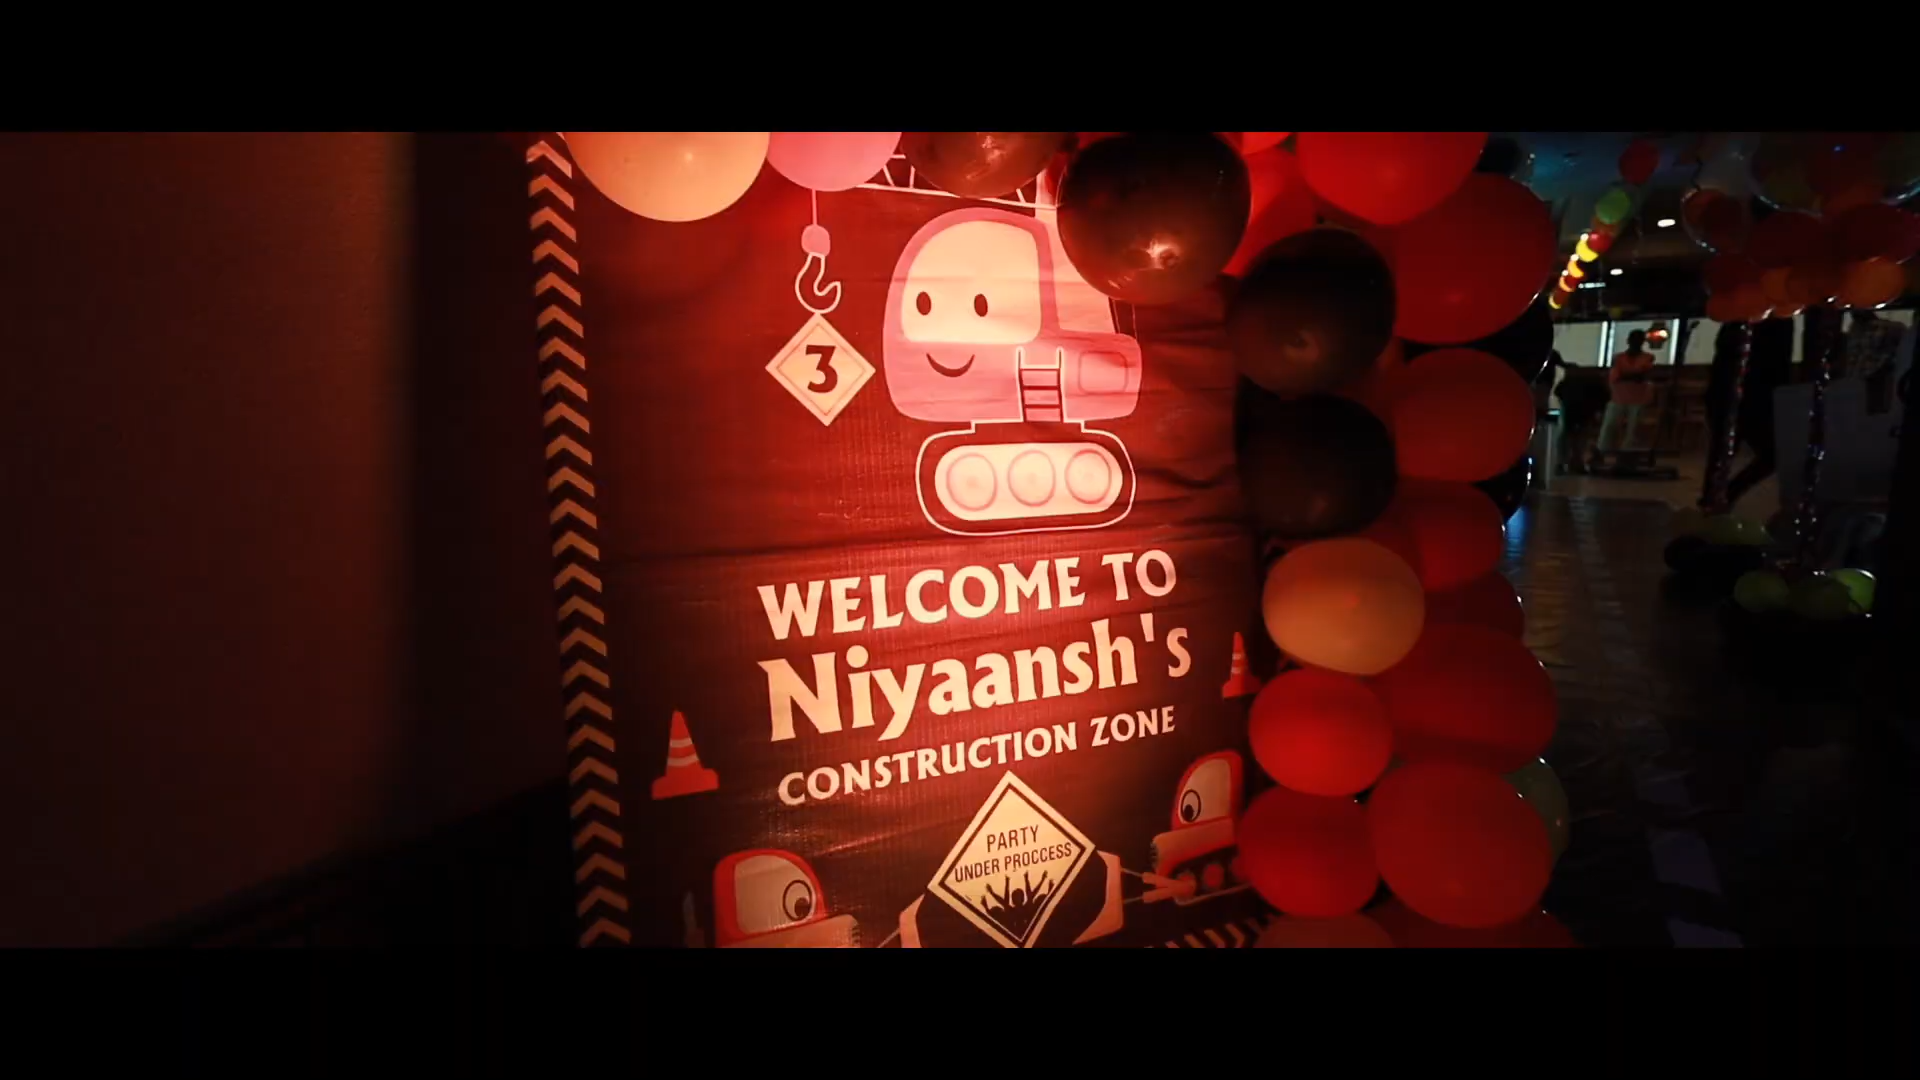 3
WELCOME TO
Niyaansh's
CONSTRUCTION ZONE
PARTY
UNDER PROCCESS